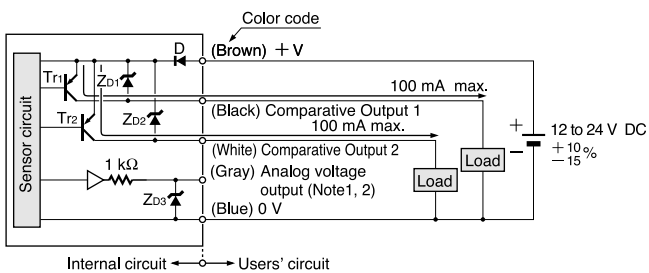 Color code
D
(Brown) + V
Tr1
ZD1
100 mA max.
(Black) Comparative Output 1
Tr2
ZD2
100 mA max.
(White) Comparative Output 2
Sensor circuit
1 kΩ
(Gray) Analog voltage
output (Note1, 2)
ZD3
(Blue) 0 V
Load
Load
+
−
12 to 24 V DC
+ 10
− 15 %
Internal circuit
Users' circuit